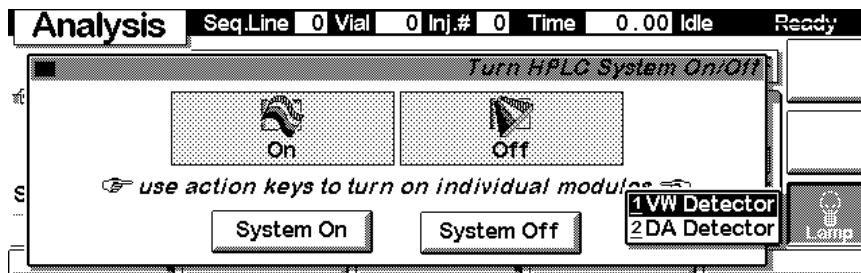 Analysis Seq.Line 0 Vial 0 Inj.# 0 Time 0.00 Idle Ready
Turn HPLC System On/Off
On Off
use action keys to turn on individual modules
1 VW Detector
2 DA Detector
System On System Off
Lamp